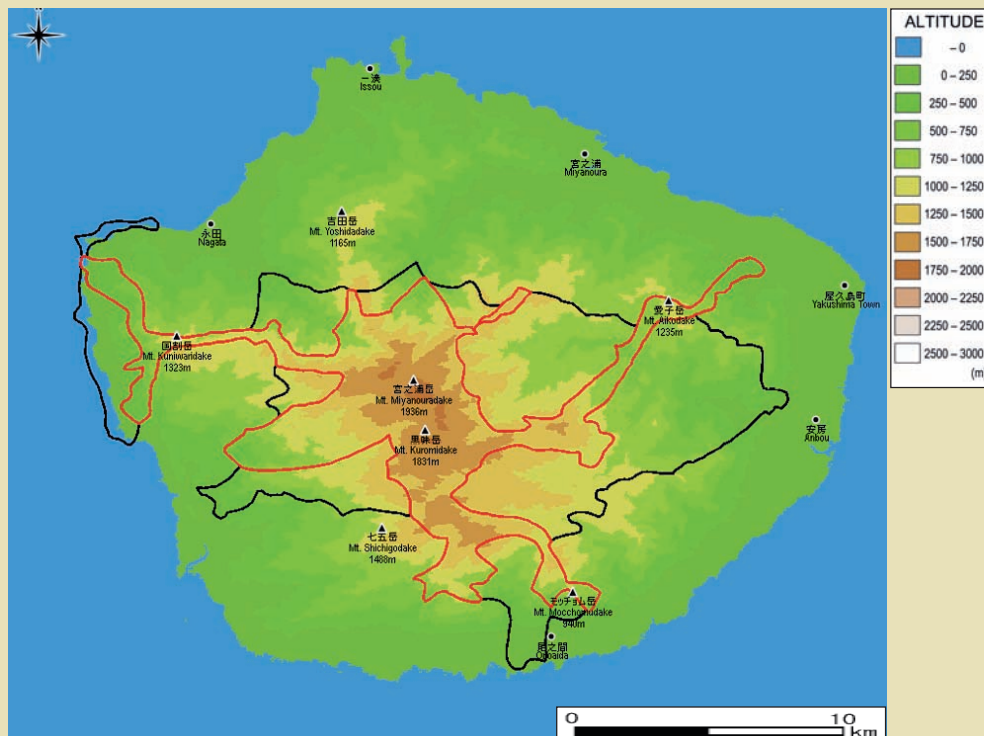 一湊
Issou
宮之浦
Miyanoura
吉田岳
Mt. Yoshidadake
1165m
永田
Nagata
屋久島町
Yakushima Town
愛子岳
Mt. Aikodake
1235m
国割岳
Mt. Kuniwaridake
1323m
宮之浦岳
Mt. Miyanouradake
1936m
黒味岳
Mt. Kuromidake
1831m
安房
Anbou
七五岳
Mt. Shichigodake
1488m
モッチョム岳
Mt. Mocchomudake
940m
尾之間
Onoaida
0 10
km
ALTITUDE
– 0
0 – 250
250 – 500
500 – 750
750 – 1000
1000 – 1250
1250 – 1500
1500 – 1750
1750 – 2000
2000 – 2250
2250 – 2500
2500 – 3000
(m